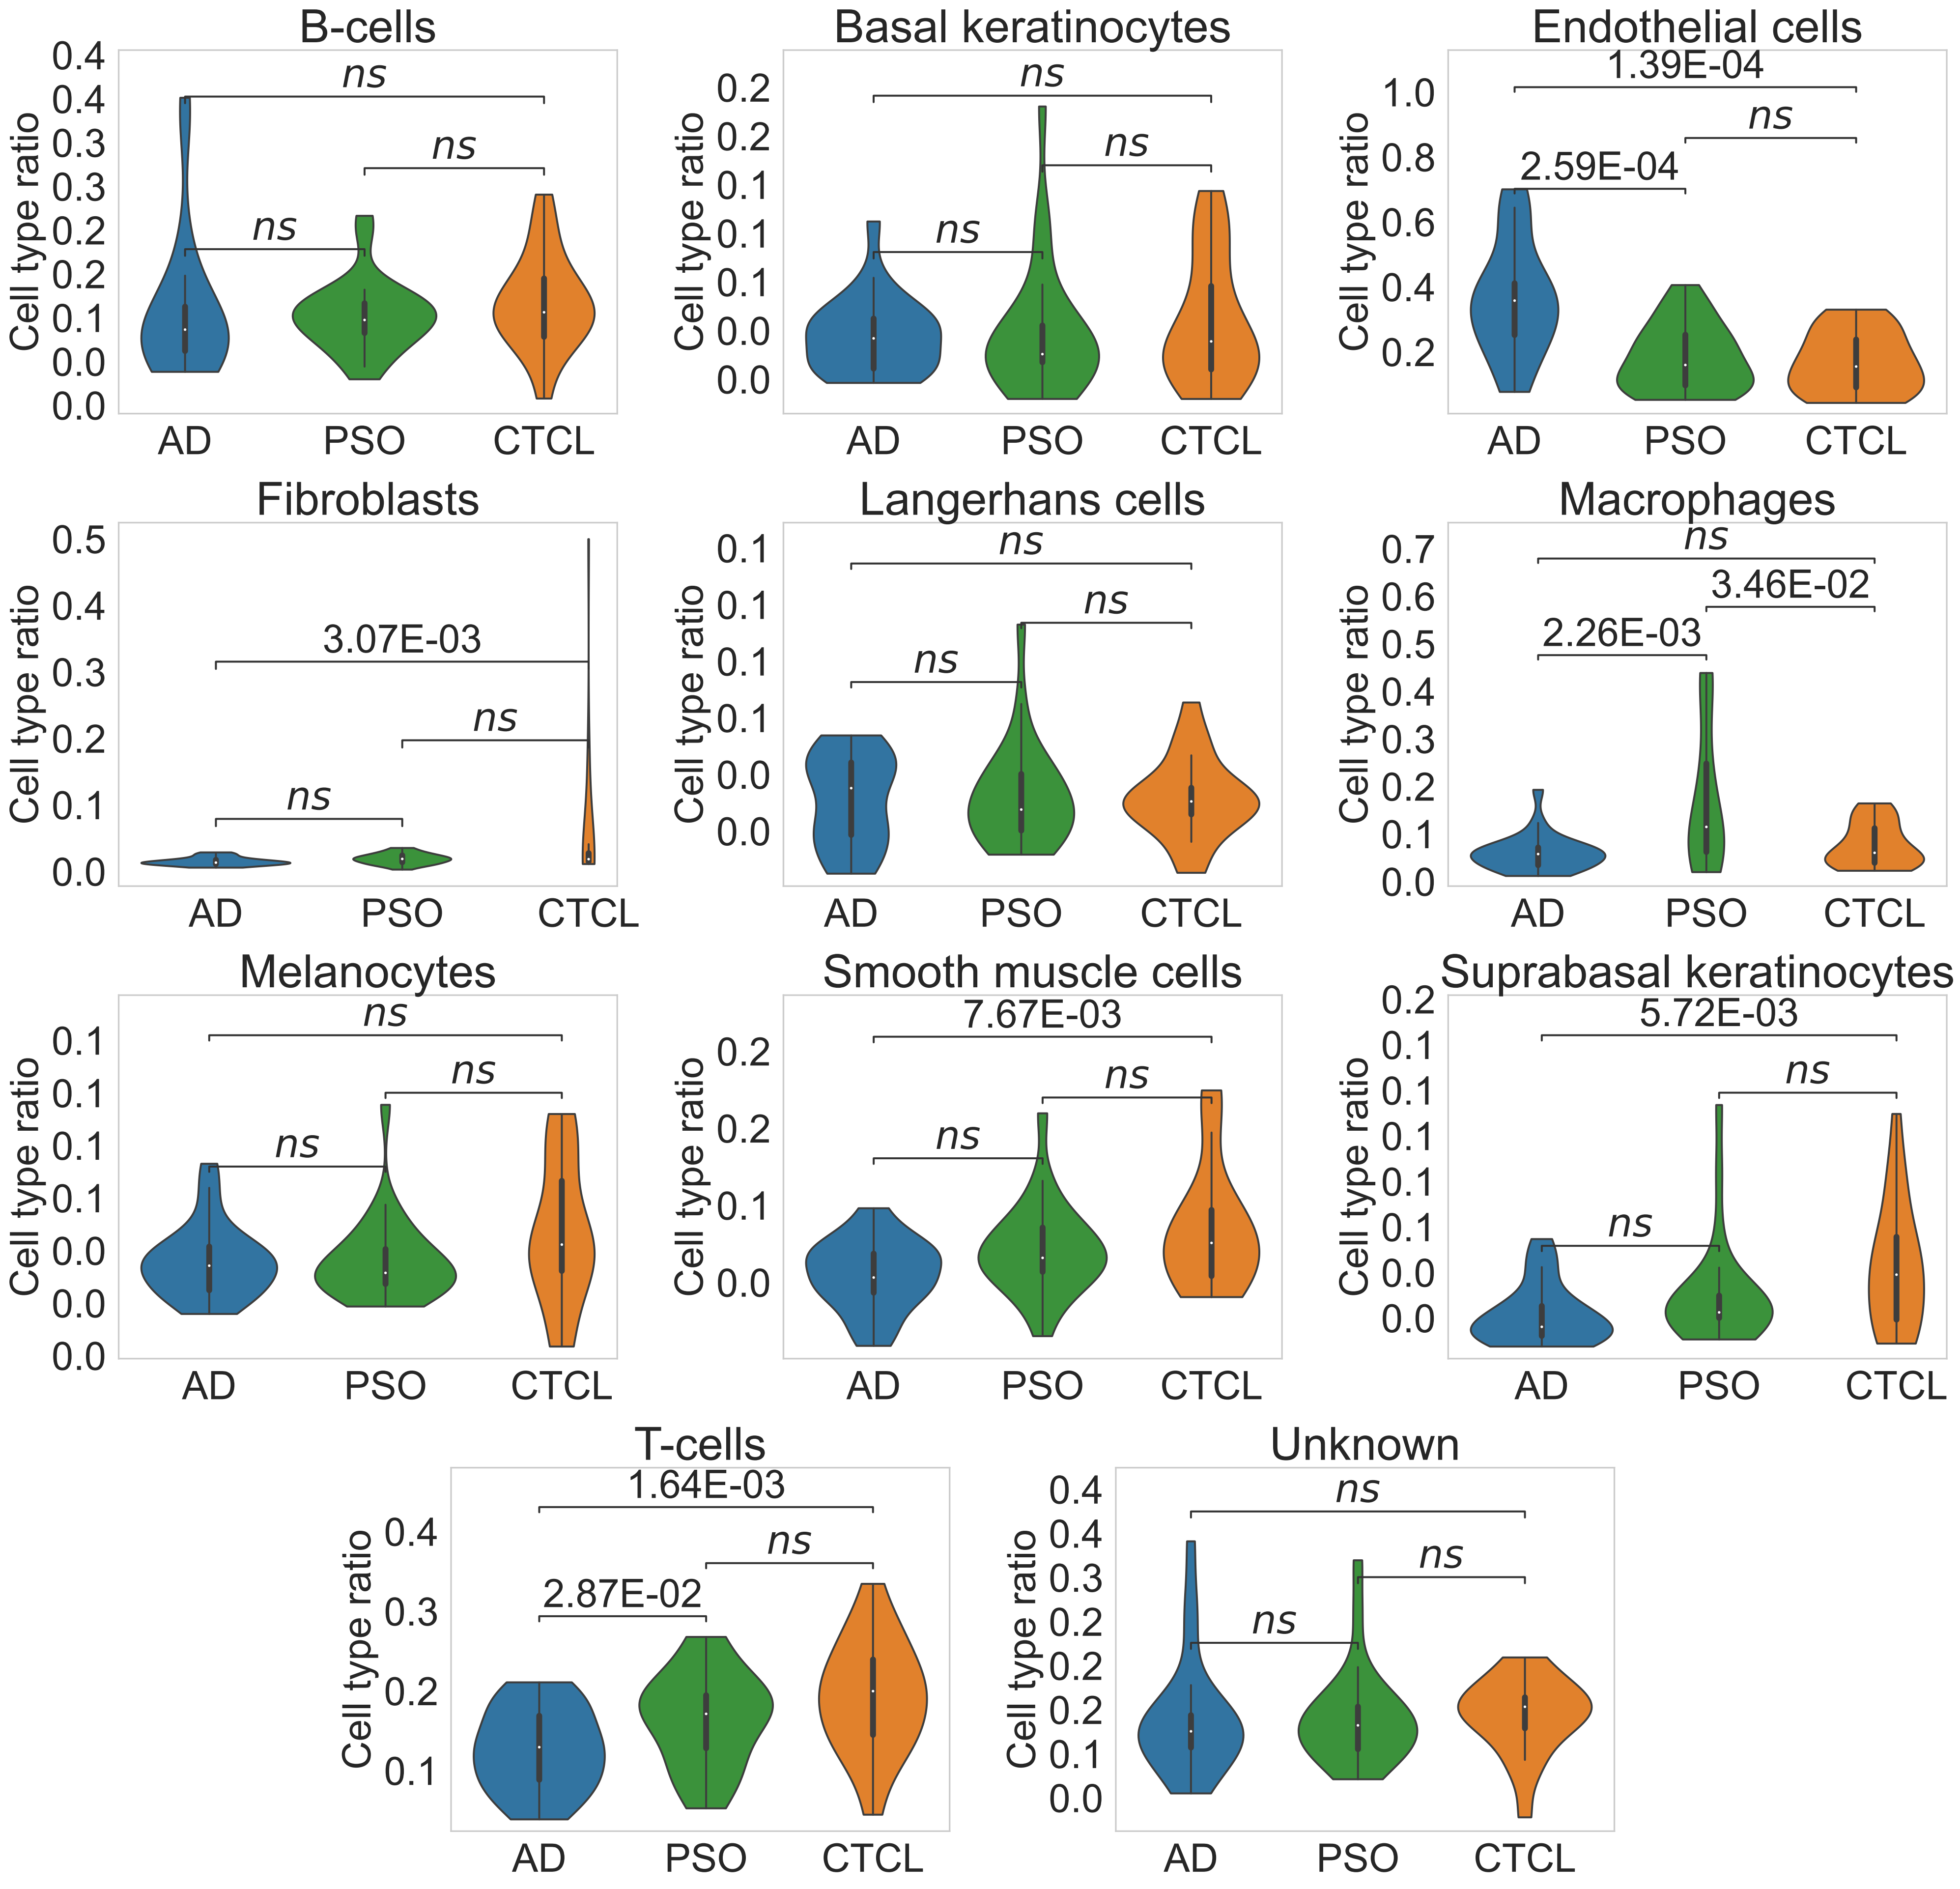 B-cells
Cell type ratio
0.4
0.4
0.3
0.3
0.2
0.2
0.1
0.0
0.0
ns
ns
ns
AD PSO CTCL
Basal keratinocytes
Cell type ratio
0.2
0.2
0.1
0.1
0.1
0.0
0.0
ns
ns
ns
AD PSO CTCL
Endothelial cells
Cell type ratio
1.0
0.8
0.6
0.4
0.2
1.39E-04
ns
2.59E-04
AD PSO CTCL
Fibroblasts
Cell type ratio
0.5
0.4
0.3
0.2
0.1
0.0
3.07E-03
ns
ns
AD PSO CTCL
Langerhans cells
Cell type ratio
0.1
0.1
0.1
0.1
0.0
0.0
ns
ns
ns
AD PSO CTCL
Macrophages
Cell type ratio
0.7
0.6
0.5
0.4
0.3
0.2
0.1
0.0
ns
3.46E-02
2.26E-03
AD PSO CTCL
Melanocytes
Cell type ratio
0.1
0.1
0.1
0.1
0.0
0.0
0.0
ns
ns
ns
AD PSO CTCL
Smooth muscle cells
Cell type ratio
0.2
0.2
0.1
0.0
7.67E-03
ns
ns
AD PSO CTCL
Suprabasal keratinocytes
Cell type ratio
0.2
0.1
0.1
0.1
0.1
0.1
0.0
0.0
5.72E-03
ns
ns
AD PSO CTCL
T-cells
Cell type ratio
0.4
0.3
0.2
0.1
1.64E-03
ns
2.87E-02
AD PSO CTCL
Unknown
Cell type ratio
0.4
0.4
0.3
0.2
0.2
0.2
0.1
0.0
ns
ns
ns
AD PSO CTCL